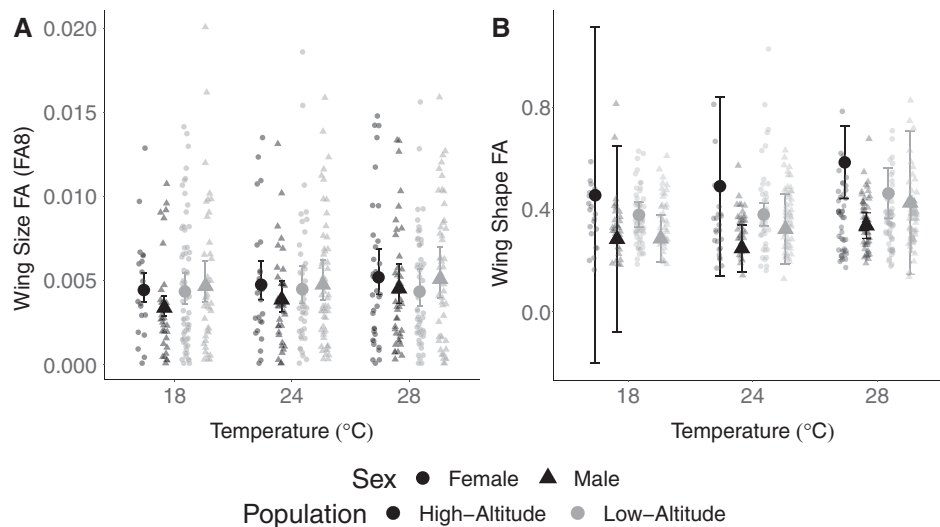 A
Wing Size FA (FA8)
0.020
0.015
0.010
0.005
0.000
18 24 28
Temperature (°C)
B
Wing Shape FA
0.8
0.4
0.0
18 24 28
Temperature (°C)
Sex Female Male
Population High−Altitude Low−Altitude